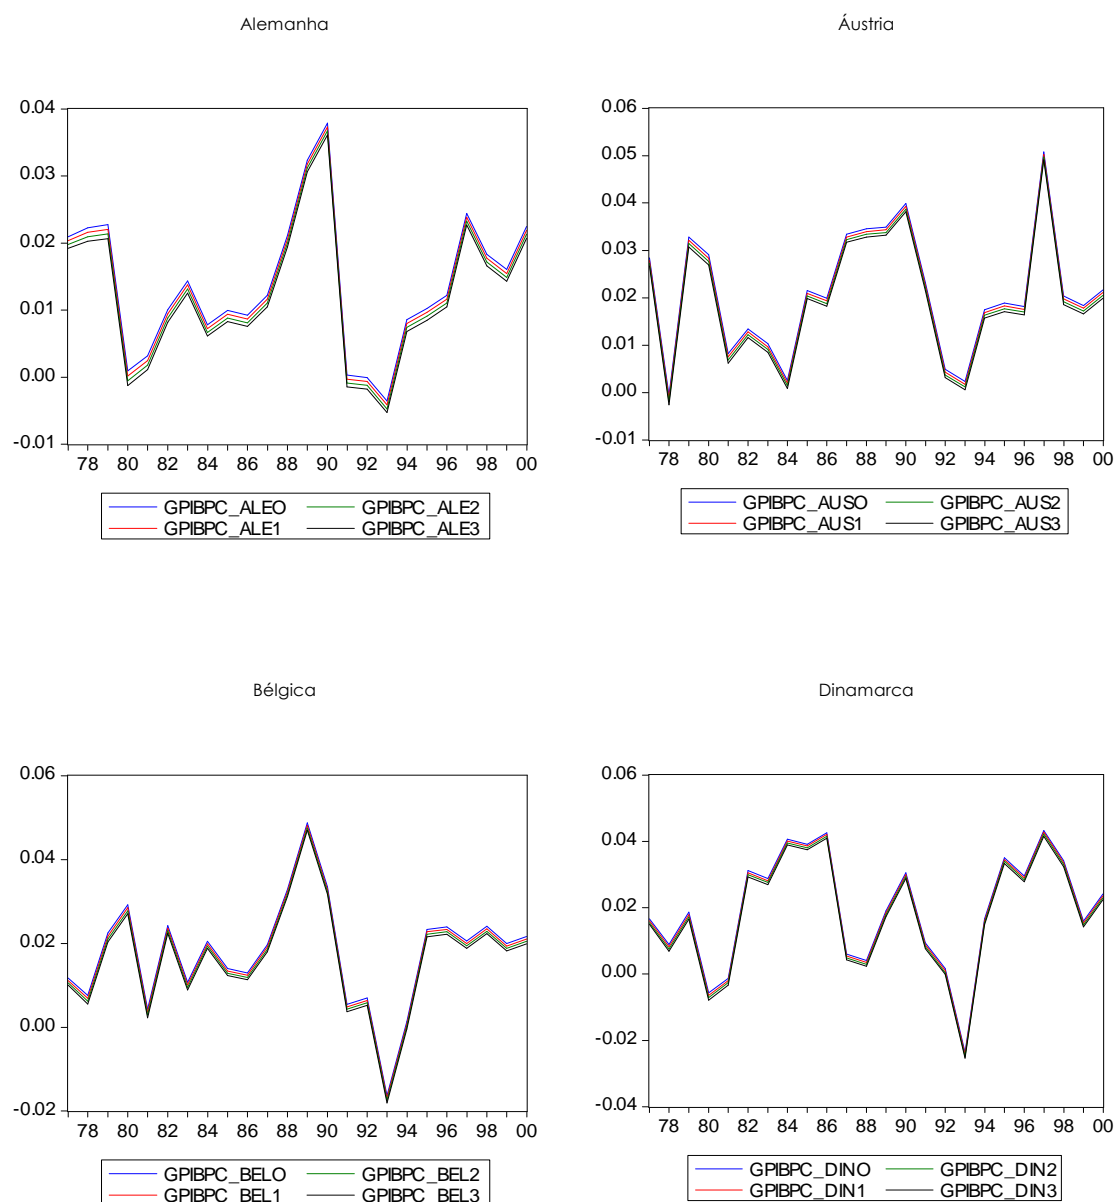 Alemanha
Áustria
0.04
0.03
0.02
0.01
0.00
-0.01
78 80 82 84 86 88 90 92 94 96 98 00
GPIBPC_ALE0 GPIBPC_ALE2
GPIBPC_ALE1 GPIBPC_ALE3
0.06
0.05
0.04
0.03
0.02
0.01
0.00
-0.01
78 80 82 84 86 88 90 92 94 96 98 00
GPIBPC_AUS0 GPIBPC_AUS2
GPIBPC_AUS1 GPIBPC_AUS3
Bélgica
Dinamarca
0.06
0.04
0.02
0.00
-0.02
78 80 82 84 86 88 90 92 94 96 98 00
GPIBPC_BEL0 GPIBPC_BEL2
GPIBPC_BEL1 GPIBPC_BEL3
0.06
0.04
0.02
0.00
-0.02
-0.04
78 80 82 84 86 88 90 92 94 96 98 00
GPIBPC_DIN0 GPIBPC_DIN2
GPIBPC_DIN1 GPIBPC_DIN3